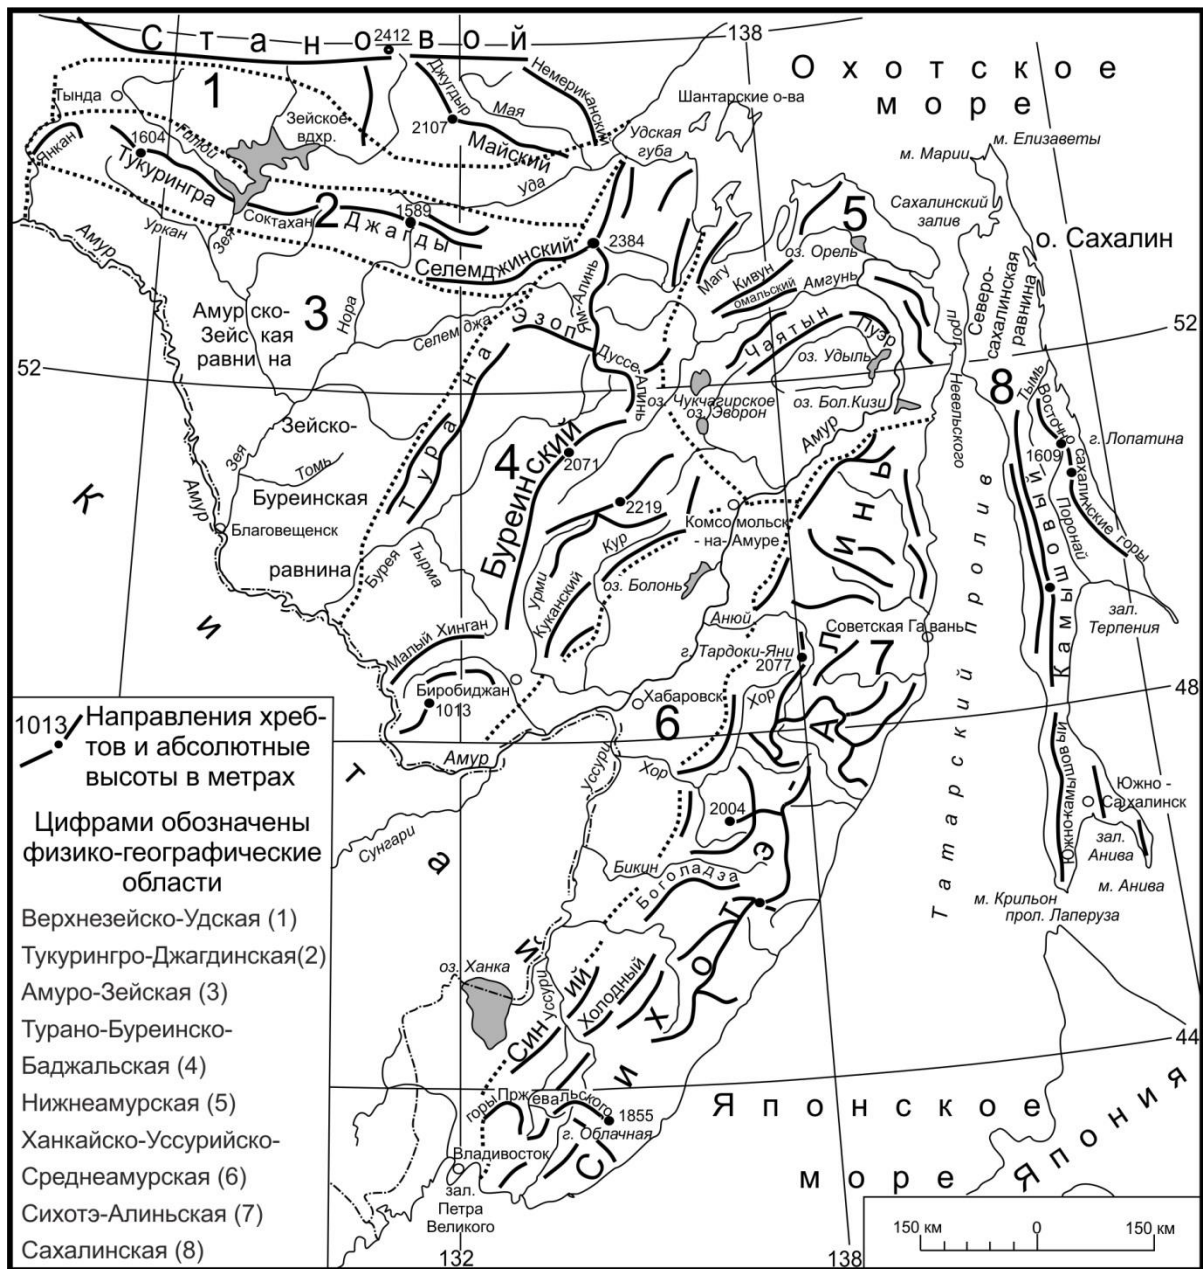 Становой
2412
138
Охотское
море
1
Тында
Джугдыр
Немериканский
Мая
Шантарские о-ва
Зейское
вдхр.
Гилюй
1604
2107
Майский
Удская
губа
м. Елизаветы
м. Марии
Янкан
Тукурингра
Уда
2
Соктахан
Джагды
1589
5
Сахалинский
залив
Амур
Уркан
Зея
Селемджинский
2384
оз. Орель
о. Сахалин
Магу
Кивун
Омальский
Амгунь
Амурско-
Зейская
равнина
3
Нора
Селемджа
Ям-Алинь
Эзоп
Северо-
сахалинская
равнина
52
Чаятын
Пуэр
прол. Невельского
52
Турана
Дуссе-Алинь
оз. Удыль
8
Тымь
оз. Чукчагирское
оз. Эворон
оз. Бол.Кизи
Зейско-
Восточно-сахалинские горы
г. Лопатина
1609
Зея
Томь
4
Буреинский
2071
Амур
Буреинская
2219
Благовещенск
Комсомольск
-на-Амуре
Поронай
Кур
равнина
Бурея
Тырма
Урми
оз. Болонь
Камышовый
зал.
Терпения
Куканский
Анюй
Советская Гавань
Малый Хинган
г. Тардоки-Яни
2077
7
Татарский пролив
Биробиджан
1013
Хабаровск
6
Хор
48
Амур
Уссури
Хор
Южно-камышовый
Южно-
Сахалинск
2004
Сунгари
зал.
Анива
Бикин
Боголадза
м. Анива
м. Крильон
прол. Лаперуза
Китай
оз. Ханка
Уссури
Синий
Холодный
Сихотэ-Алинь
44
горы Пржевальского
1855
г. Облачная
Японское
море
Япония
Владивосток
зал.
Петра
Великого
132
138
150 км
0
150 км
1013
Направления хреб-
тов и абсолютные
высоты в метрах
Цифрами обозначены
физико-географические
области
Верхнезейско-Удская (1)
Тукурингро-Джагдинская(2)
Амуро-Зейская (3)
Турано-Буреинско-
Баджальская (4)
Нижнеамурская (5)
Ханкайско-Уссурийско-
Среднеамурская (6)
Сихотэ-Алиньская (7)
Сахалинская (8)